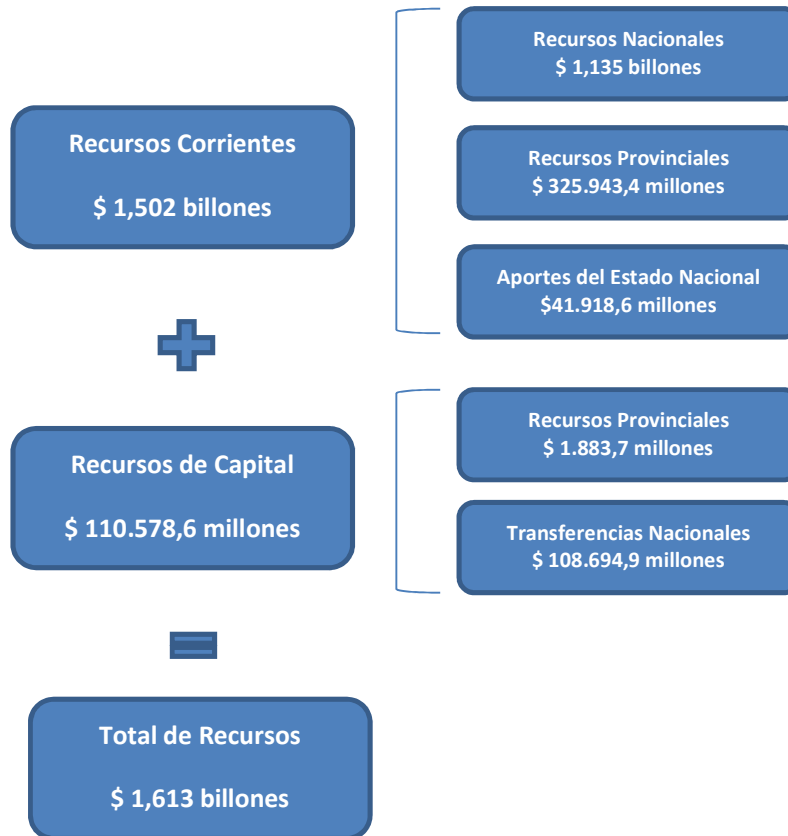 Recursos Corrientes
$ 1,502 billones
Recursos Nacionales
$ 1,135 billones
Recursos Provinciales
$ 325.943,4 millones
Aportes del Estado Nacional
$41.918,6 millones
Recursos de Capital
$ 110.578,6 millones
Recursos Provinciales
$ 1.883,7 millones
Transferencias Nacionales
$ 108.694,9 millones
Total de Recursos
$ 1,613 billones